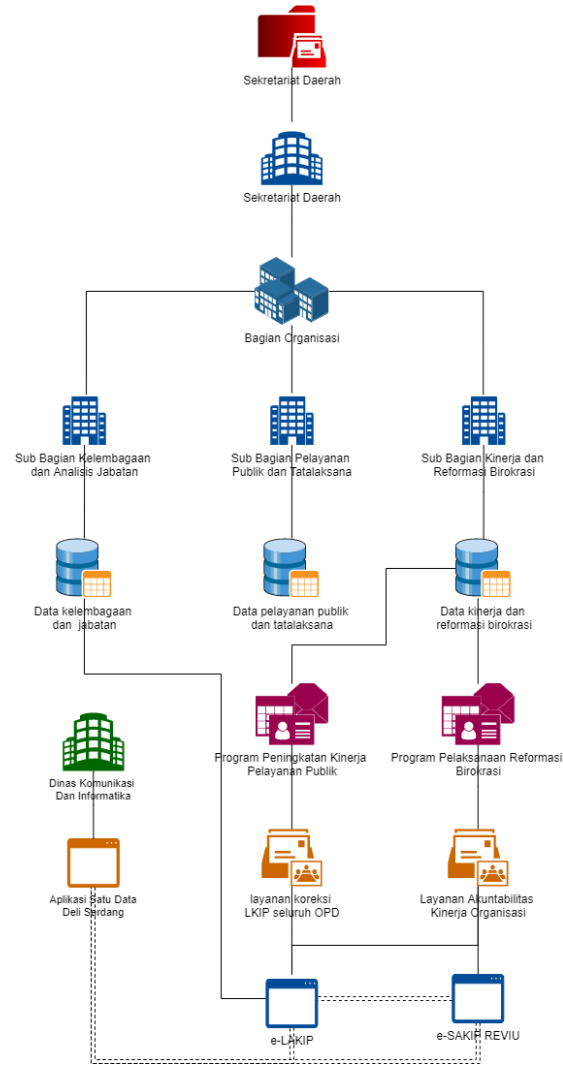 Sekretariat Daerah
Sekretariat Daerah
Bagian Organisasi
Sub Bagian Kelembagaan
dan Analisis Jabatan
Sub Bagian Pelayanan
Publik dan Tatalaksana
Sub Bagian Kinerja dan
Reformasi Birokrasi
Data kelembagaan
dan jabatan
Data pelayanan publik
dan tatalaksana
Data kinerja dan
reformasi birokrasi
Program Peningkatan Kinerja
Pelayanan Publik
Program Pelaksanaan Reformasi
Birokrasi
Dinas Komunikasi
Dan Informatika
Aplikasi Satu Data
Deli Serdang
layanan koreksi
LKIP seluruh OPD
Layanan Akuntabilitas
Kinerja Organisasi
e-LAKIP
e-SAKIP REVIU